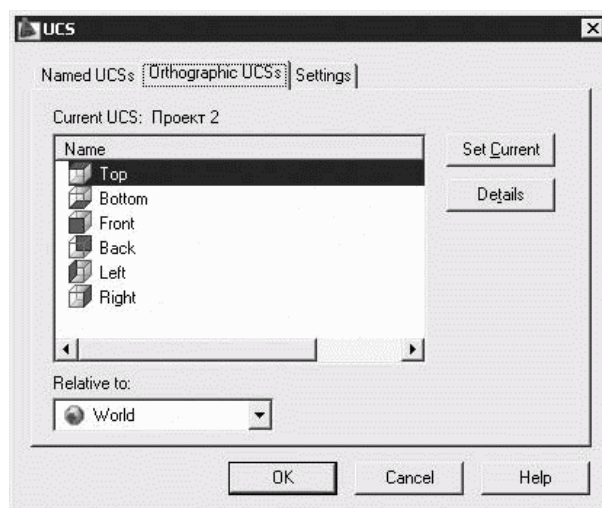 UCS
Named UCSs Orthographic UCSs Settings
Current UCS: Проект 2
Name
Set Current
Top
Details
Bottom
Front
Back
Left
Right
Relative to:
World
OK Cancel Help